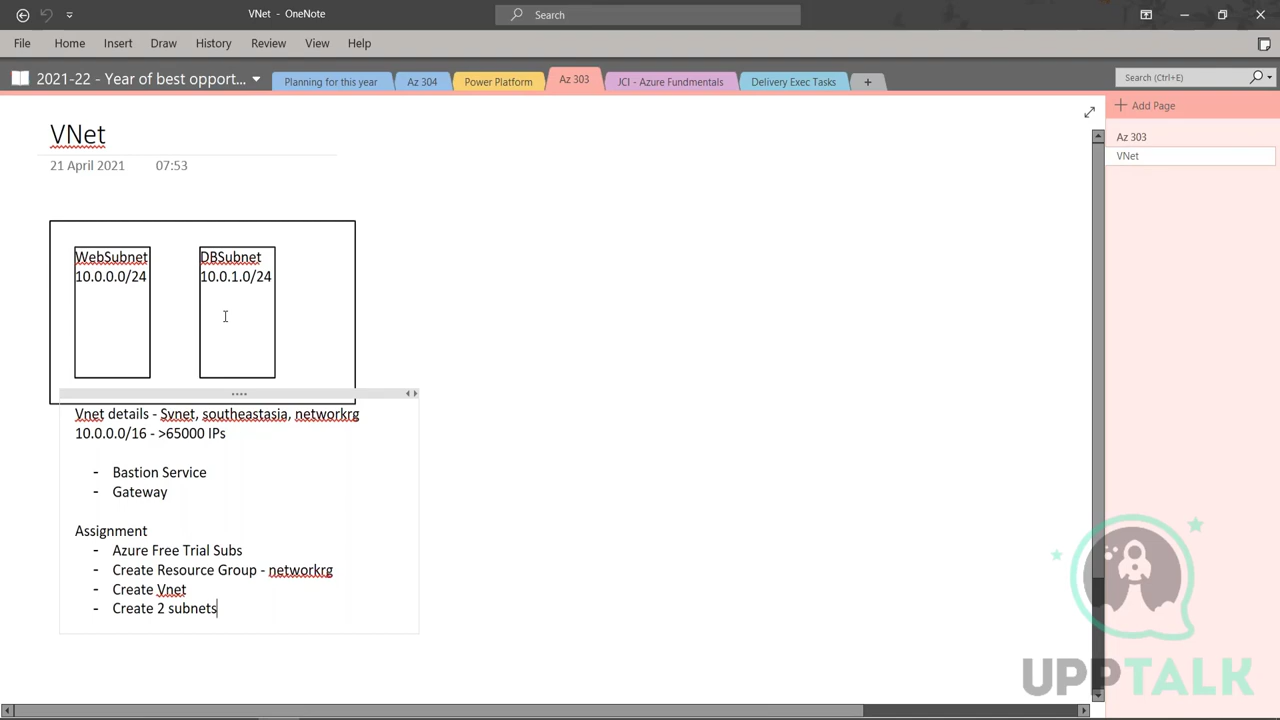 VNet - OneNote
Search
File Home Insert Draw History Review View Help
2021-22 - Year of best opport...
Planning for this year
Az 304
Power Platform
Az 303
JCI - Azure Fundmentals
Delivery Exec Tasks
Search (Ctrl+E)
Add Page
Az 303
VNet
VNet
21 April 2021 07:53
WebSubnet
10.0.0.0/24
DBSubnet
10.0.1.0/24
Vnet details - Svnet, southeastasia, networkrg
10.0.0.0/16 - >65000 IPs
- Bastion Service
- Gateway
Assignment
- Azure Free Trial Subs
- Create Resource Group - networkrg
- Create Vnet
- Create 2 subnets
UPPTALK